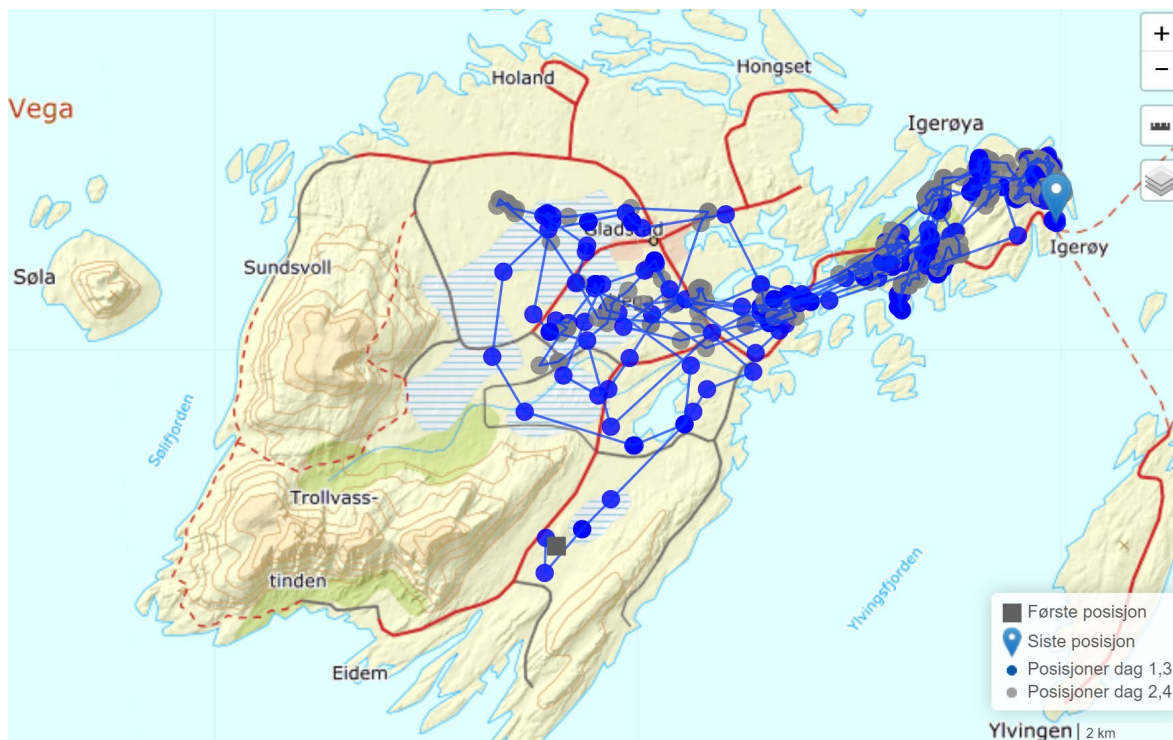 Holand
Hongset
+
−
Vega
Igerøya
Gladstad
Igerøy
Søla
Sundsvoll
Sølifjorden
Trollvass-
tinden
Ylvingsfjorden
Første posisjon
Siste posisjon
Posisjoner dag 1,3
Posisjoner dag 2,4
Eidem
Ylvingen
2 km